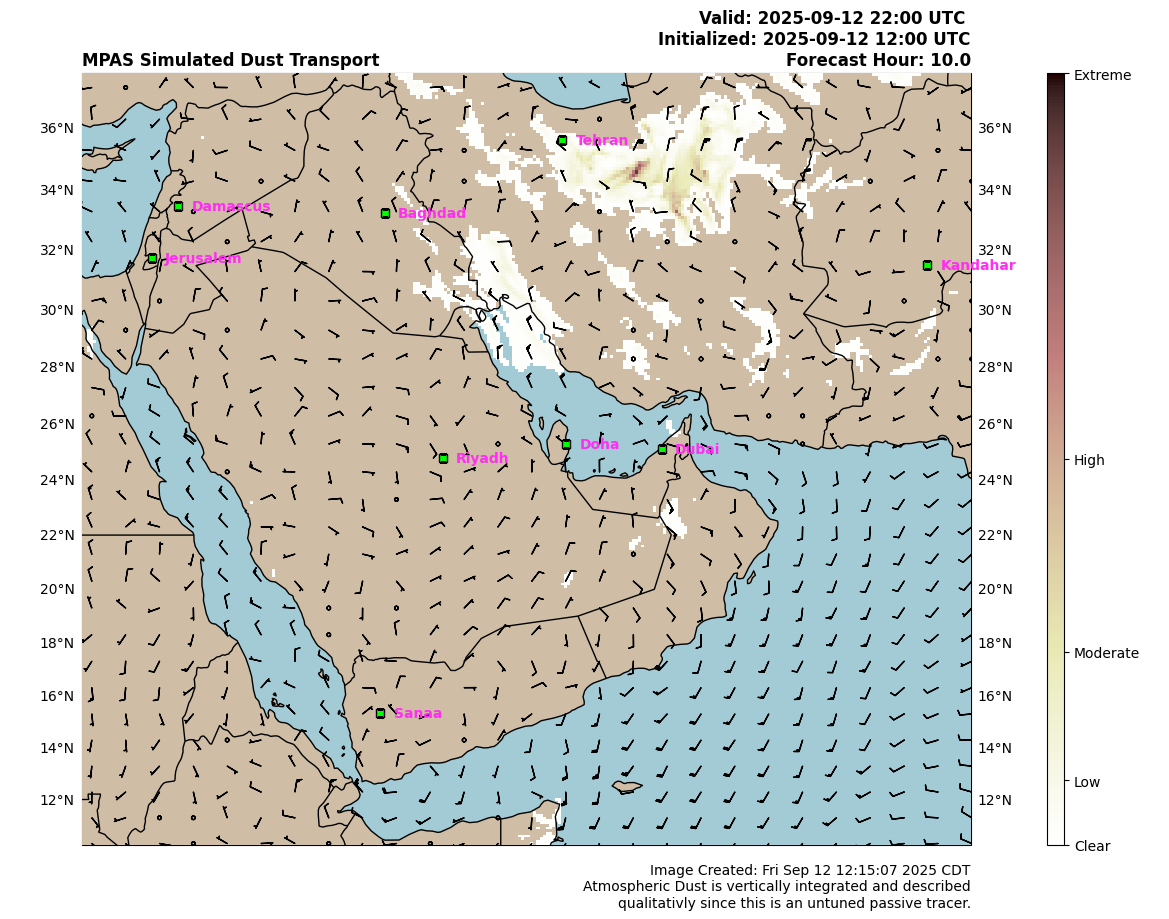 Valid: 2025-09-12 22:00 UTC
Initialized: 2025-09-12 12:00 UTC
MPAS Simulated Dust Transport
Forecast Hour: 10.0
Extreme
High
Moderate
Low
Clear
36°N
34°N
32°N
30°N
28°N
26°N
24°N
22°N
20°N
18°N
16°N
14°N
12°N
36°N
34°N
32°N
30°N
28°N
26°N
24°N
22°N
20°N
18°N
16°N
14°N
12°N
Tehran
Damascus
Baghdad
Jerusalem
Kandahar
Doha
Dubai
Riyadh
Sanaa
Image Created: Fri Sep 12 12:15:07 2025 CDT
Atmospheric Dust is vertically integrated and described
qualitativly since this is an untuned passive tracer.